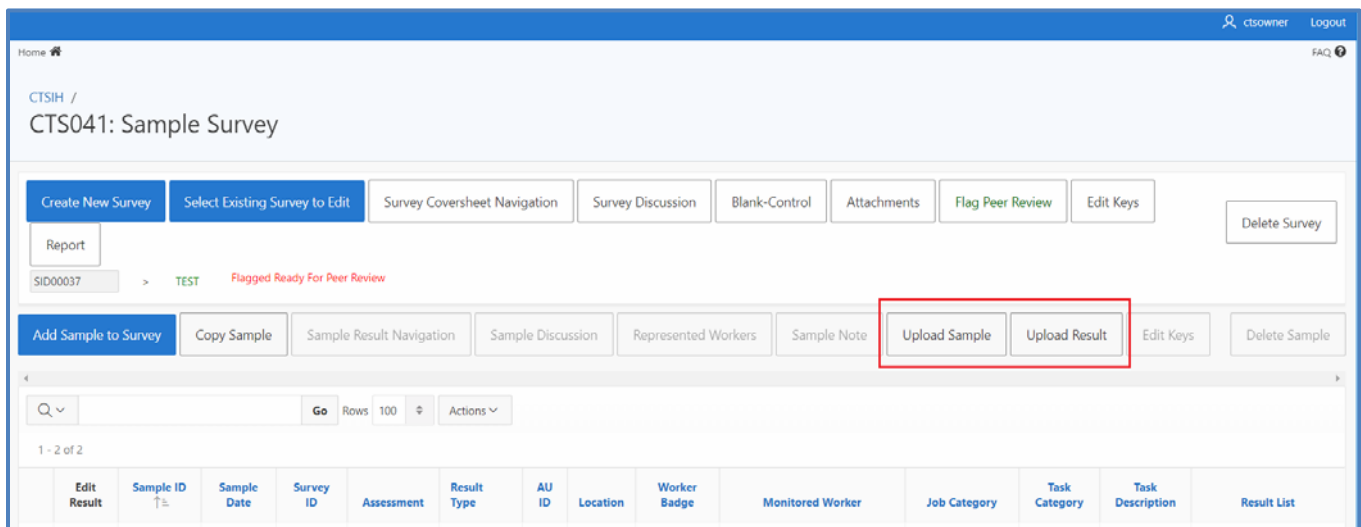 ctsowner Logout
Home FAQ
CTSIH /
CTS041: Sample Survey
Create New Survey Select Existing Survey to Edit Survey Coversheet Navigation Survey Discussion Blank-Control Attachments Flag Peer Review Edit Keys Delete Survey
Report
SID00037 > TEST Flagged Ready For Peer Review
Add Sample to Survey Copy Sample Sample Result Navigation Sample Discussion Represented Workers Sample Note Upload Sample Upload Result Edit Keys Delete Sample
Go Rows 100 Actions
1 - 2 of 2
Edit Result Sample ID Sample Date Survey ID Assessment Result Type AU ID Location Worker Badge Monitored Worker Job Category Task Category Task Description Result List